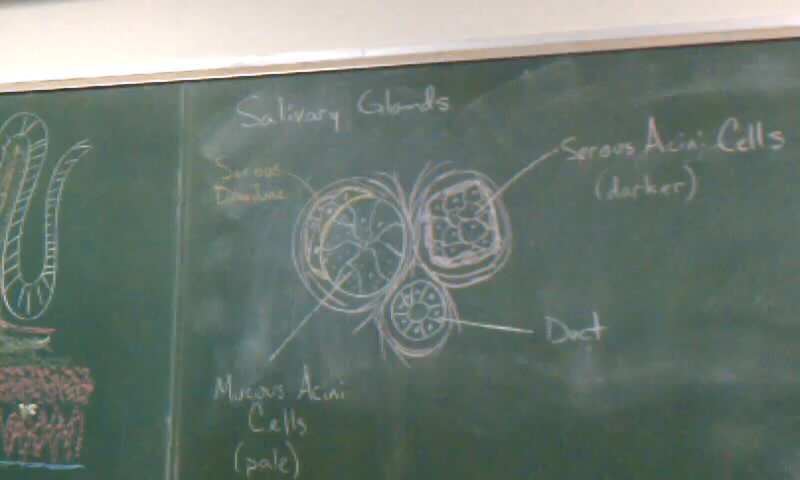 Salivary Glands
Serous
Demilune
Serous Acini Cells
(darker)
Duct
Mucous Acini
Cells
(pale)